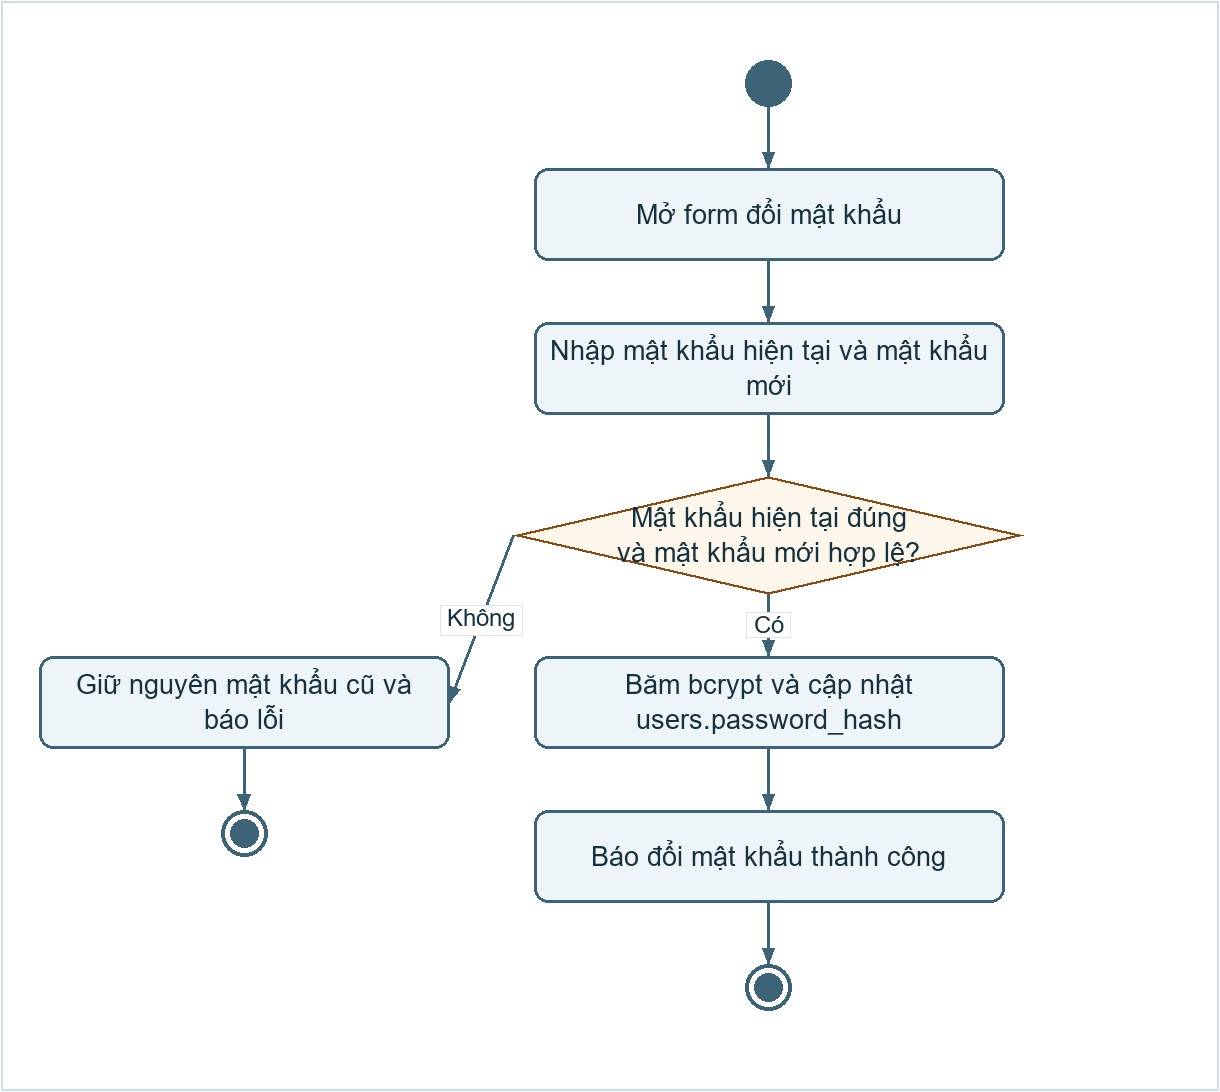 Mở form đổi mật khẩu
Nhập mật khẩu hiện tại và mật khẩu
mới
Mật khẩu hiện tại đúng
và mật khẩu mới hợp lệ?
Không
Có
Giữ nguyên mật khẩu cũ và
báo lỗi
Băm bcrypt và cập nhật
users.password_hash
Báo đổi mật khẩu thành công